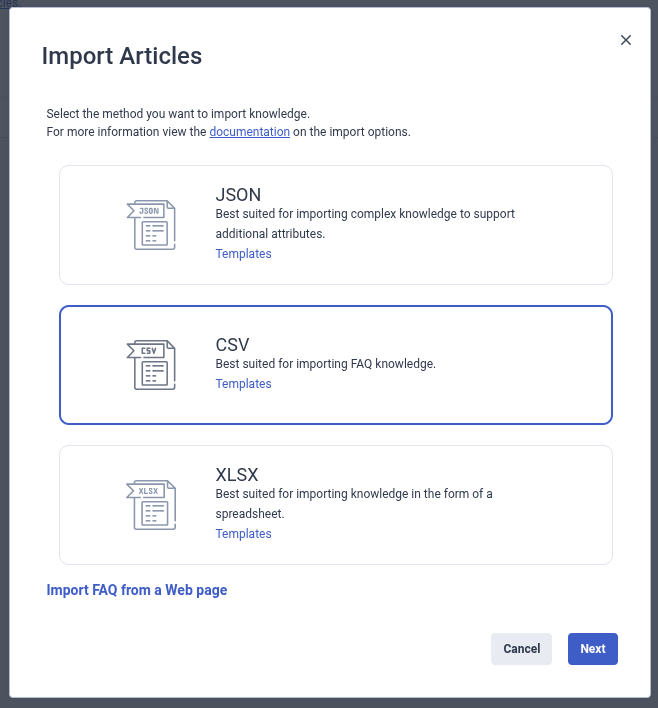 cles.
Import Articles
Select the method you want to import knowledge.
For more information view the documentation on the import options.
JSON
JSON
Best suited for importing complex knowledge to support
additional attributes.
Templates
CSV
CSV
Best suited for importing FAQ knowledge.
Templates
XLSX
XLSX
Best suited for importing knowledge in the form of a
spreadsheet.
Templates
Import FAQ from a Web page
Cancel
Next